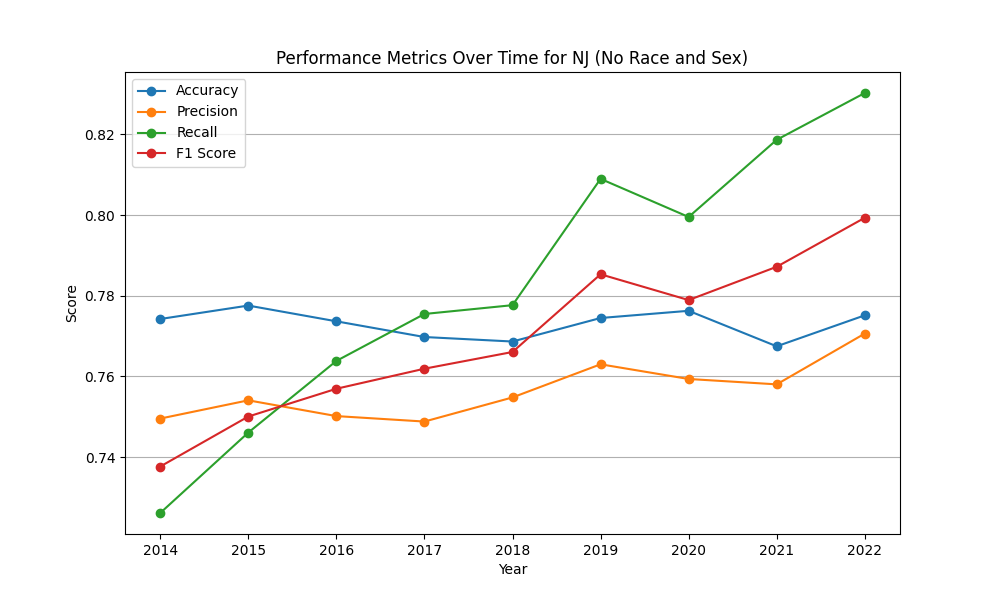 Performance Metrics Over Time for NJ (No Race and Sex)
Accuracy
Precision
Recall
F1 Score
0.82
0.80
0.78
0.76
0.74
Score
2014 2015 2016 2017 2018 2019 2020 2021 2022
Year